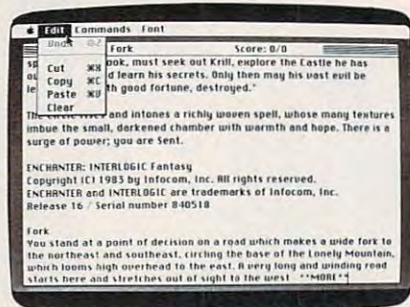 Edit Commands Font
Undo ⌘Z
Cut ⌘X
Copy ⌘C
Paste ⌘V
Clear
Fork Score: 0/0
ook, must seek out Krill, explore the Castle he has
d learn his secrets. Only then may his vast evil be
th good fortune, destroyed."
The and intones a richly woven spell, whose many textures
imbue the small, darkened chamber with warmth and hope. There is a
surge of power; you are Sent.
ENCHANTER: INTERLOGIC Fantasy
Copyright (C) 1983 by Infocom, Inc. All rights reserved.
ENCHANTER and INTERLOGIC are trademarks of Infocom, Inc.
Release 16 / Serial number 840518
Fork
You stand at a point of decision on a road which makes a wide fork to
the northeast and southeast, circling the base of the Lonely Mountain,
which looms high overhead to the east. A very long and winding road
starts here and stretches out of sight to the west. **MORE**